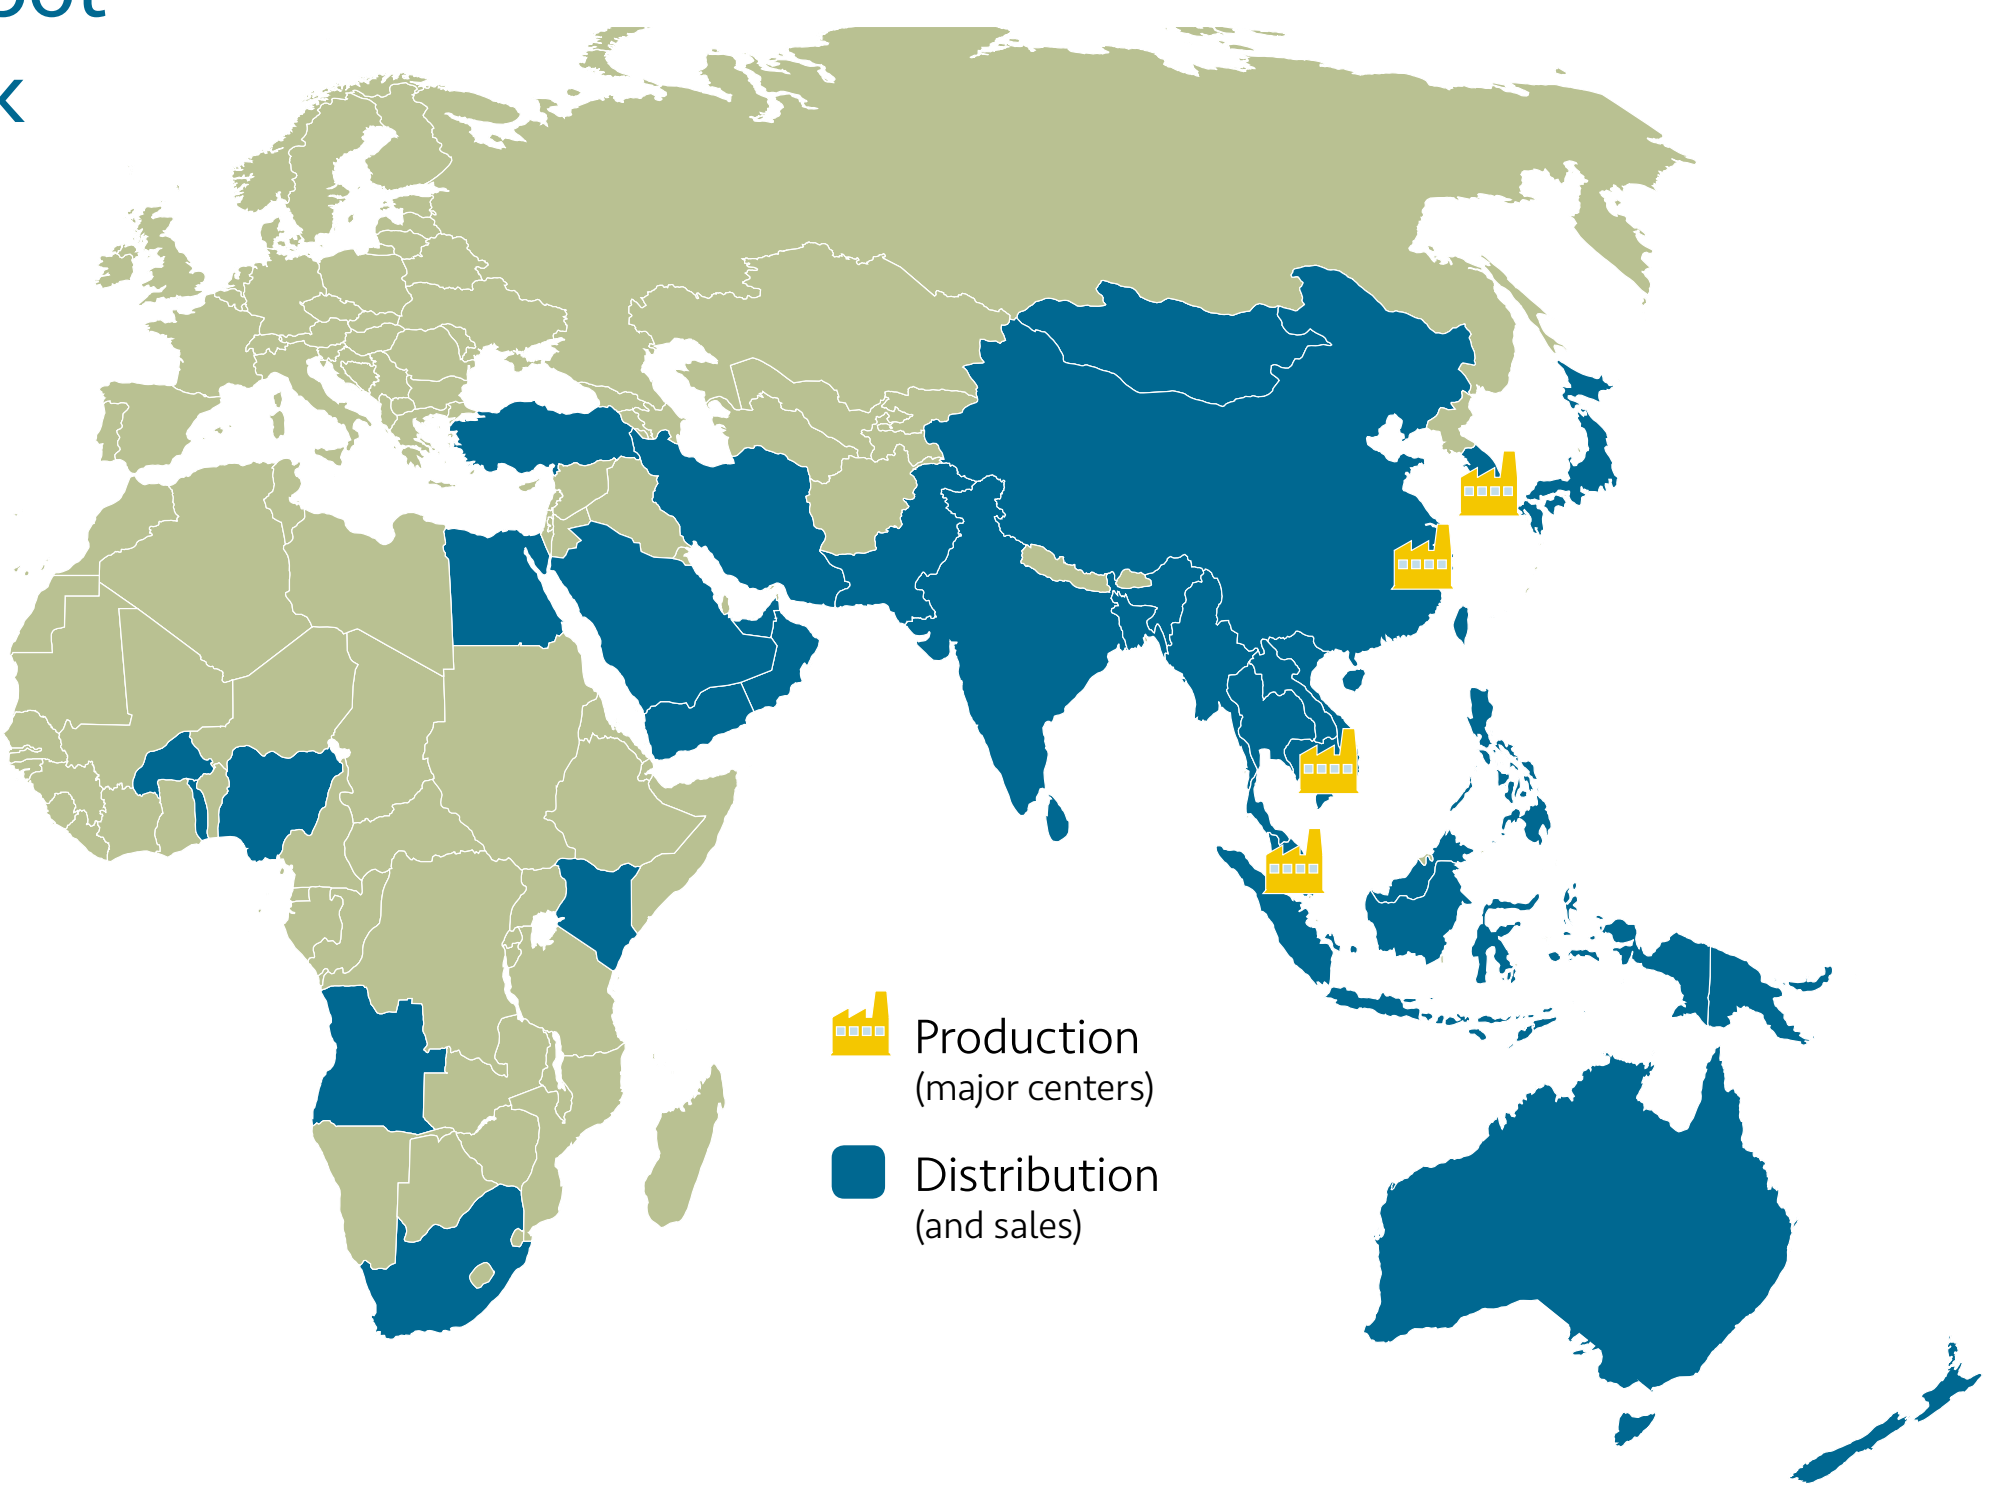 Production
(major centers)
Distribution
(and sales)